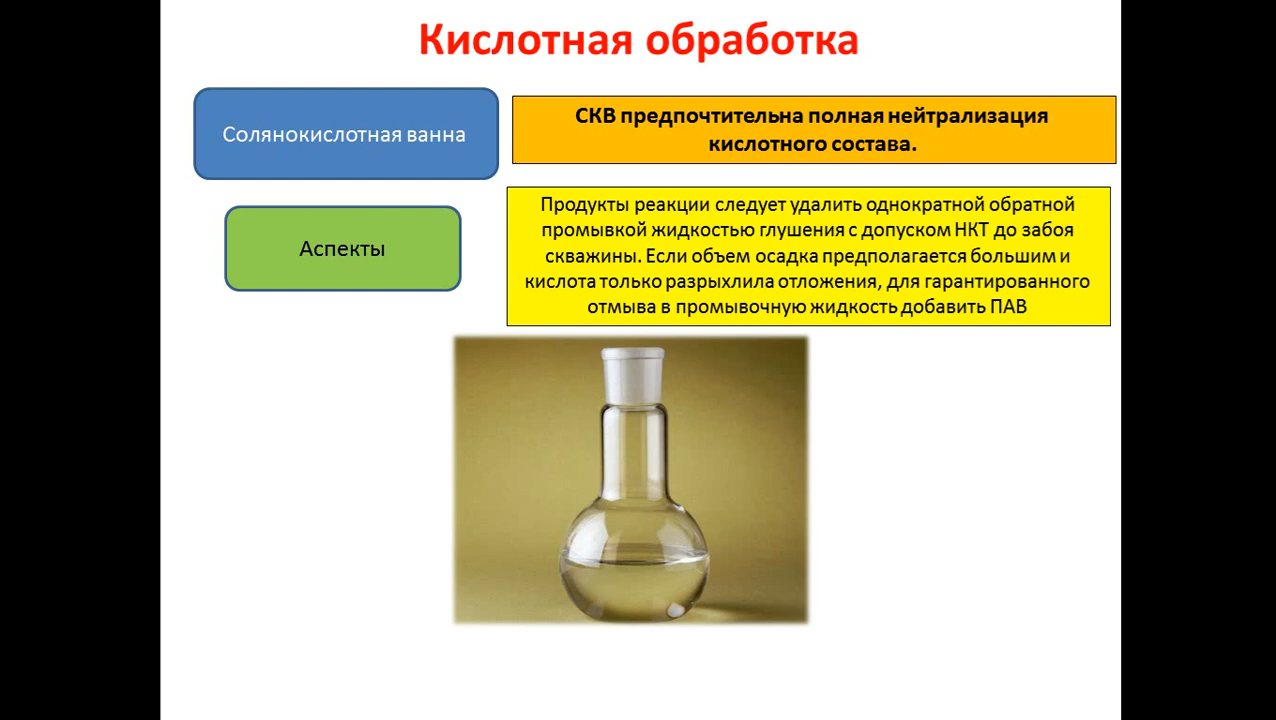 Кислотная обработка
Солянокислотная ванна
СКВ предпочтительна полная нейтрализация
кислотного состава.
Аспекты
Продукты реакции следует удалить однократной обратной
промывкой жидкостью глушения с допуском НКТ до забоя
скважины. Если объем осадка предполагается большим и
кислота только разрыхлила отложения, для гарантированного
отмыва в промывочную жидкость добавить ПАВ